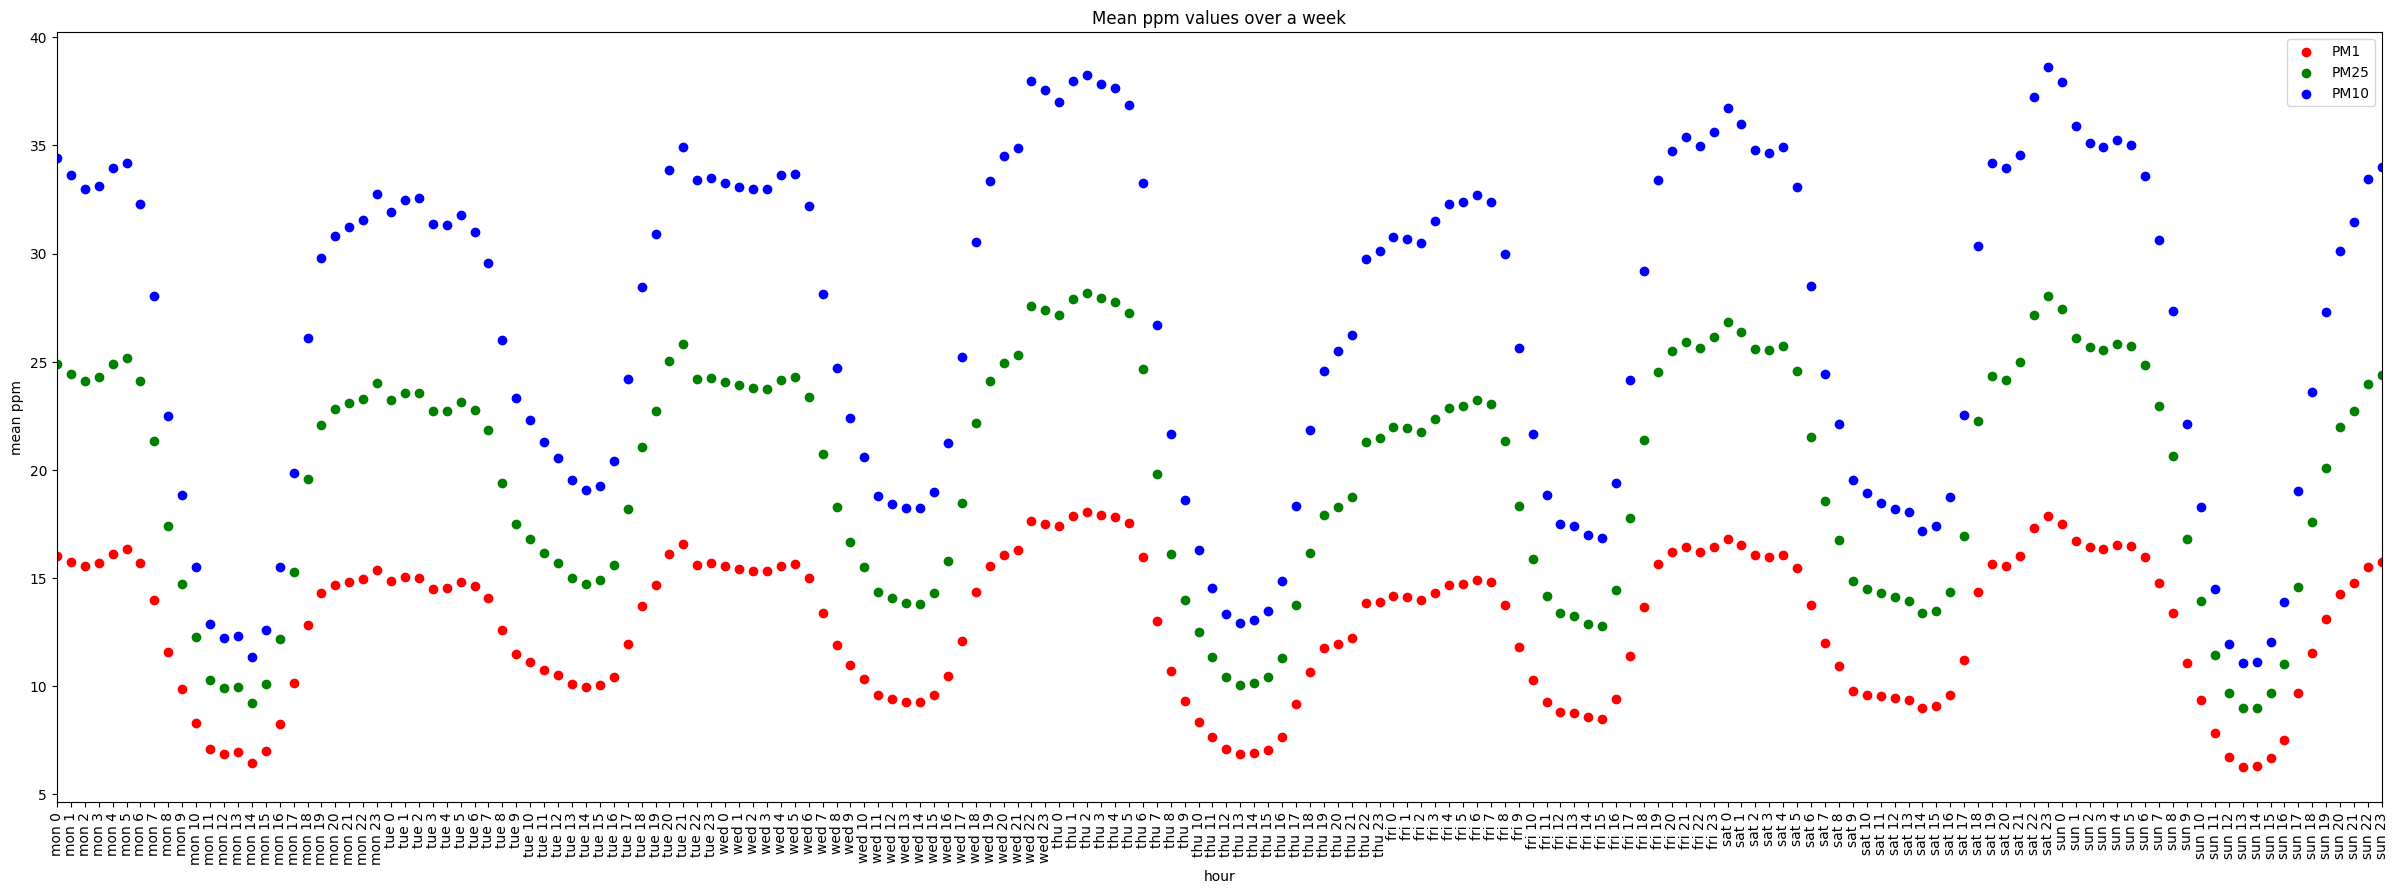 Mean ppm values over a week
PM1
PM25
PM10
40
35
30
25
20
15
10
5
mean ppm
mon 0
mon 1
mon 2
mon 3
mon 4
mon 5
mon 6
mon 7
mon 8
mon 9
mon 10
mon 11
mon 12
mon 13
mon 14
mon 15
mon 16
mon 17
mon 18
mon 19
mon 20
mon 21
mon 22
mon 23
tue 0
tue 1
tue 2
tue 3
tue 4
tue 5
tue 6
tue 7
tue 8
tue 9
tue 10
tue 11
tue 12
tue 13
tue 14
tue 15
tue 16
tue 17
tue 18
tue 19
tue 20
tue 21
tue 22
tue 23
wed 0
wed 1
wed 2
wed 3
wed 4
wed 5
wed 6
wed 7
wed 8
wed 9
wed 10
wed 11
wed 12
wed 13
wed 14
wed 15
wed 16
wed 17
wed 18
wed 19
wed 20
wed 21
wed 22
wed 23
thu 0
thu 1
thu 2
thu 3
thu 4
thu 5
thu 6
thu 7
thu 8
thu 9
thu 10
thu 11
thu 12
thu 13
thu 14
thu 15
thu 16
thu 17
thu 18
thu 19
thu 20
thu 21
thu 22
thu 23
fri 0
fri 1
fri 2
fri 3
fri 4
fri 5
fri 6
fri 7
fri 8
fri 9
fri 10
fri 11
fri 12
fri 13
fri 14
fri 15
fri 16
fri 17
fri 18
fri 19
fri 20
fri 21
fri 22
fri 23
sat 0
sat 1
sat 2
sat 3
sat 4
sat 5
sat 6
sat 7
sat 8
sat 9
sat 10
sat 11
sat 12
sat 13
sat 14
sat 15
sat 16
sat 17
sat 18
sat 19
sat 20
sat 21
sat 22
sat 23
sun 0
sun 1
sun 2
sun 3
sun 4
sun 5
sun 6
sun 7
sun 8
sun 9
sun 10
sun 11
sun 12
sun 13
sun 14
sun 15
sun 16
sun 17
sun 18
sun 19
sun 20
sun 21
sun 22
sun 23
hour